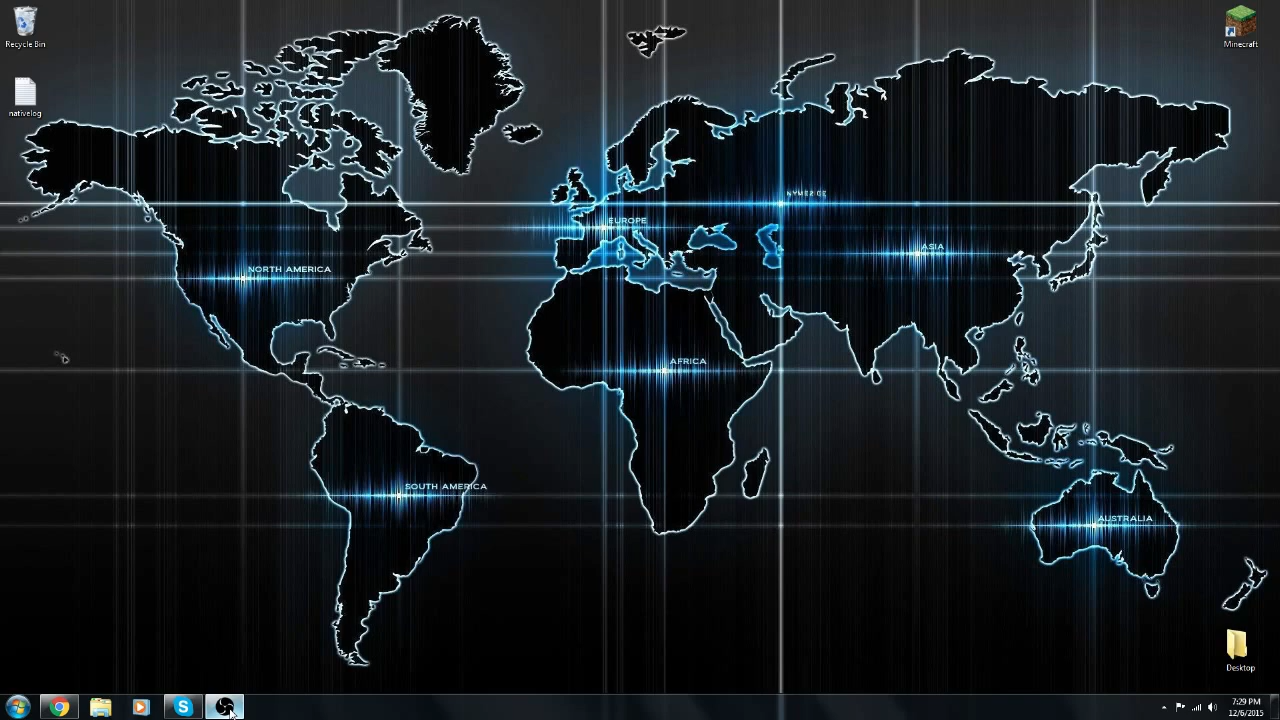 Recycle Bin
Minecraft
nativelog
EUROPE
ASIA
NORTH AMERICA
AFRICA
SOUTH AMERICA
AUSTRALIA
Desktop
7:29 PM
12/6/2015